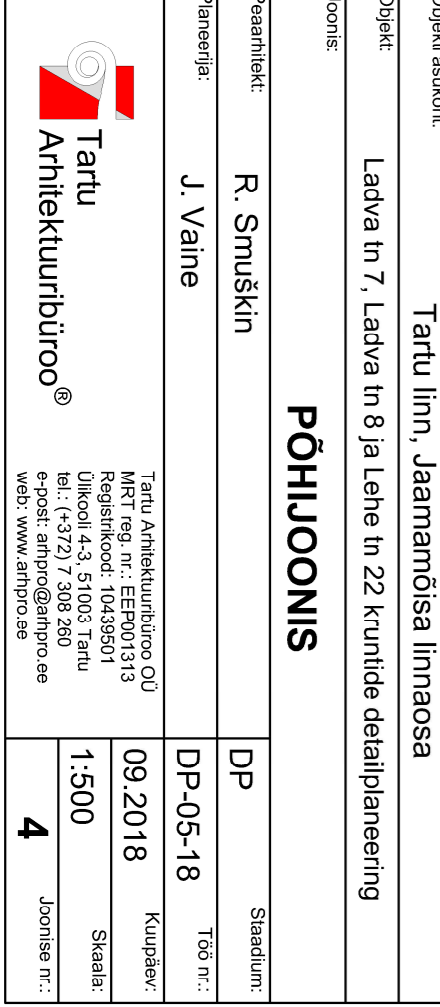 Objekti asukoht:
Tartu linn, Jaamamõisa linnaosa
Objekt:
Ladva tn 7, Ladva tn 8 ja Lehe tn 22 kruntide detailplaneering
Joonis:
PÕHIJOONIS
Peaarhitekt:
R. Smuškin
DP
Staadium:
Planeerija:
J. Vaine
DP-05-18
Töö nr.:
Tartu
Arhitektuuribüroo®
Tartu Arhitektuuribüroo OÜ
MRT reg. nr.: EEP001313
Registrikood: 10439501
Ülikooli 4-3, 51003 Tartu
tel.: (+372) 7 308 260
e-post: arhpro@arhpro.ee
web: www.arhpro.ee
09.2018
Kuupäev:
1:500
Skaala:
4
Joonise nr.: